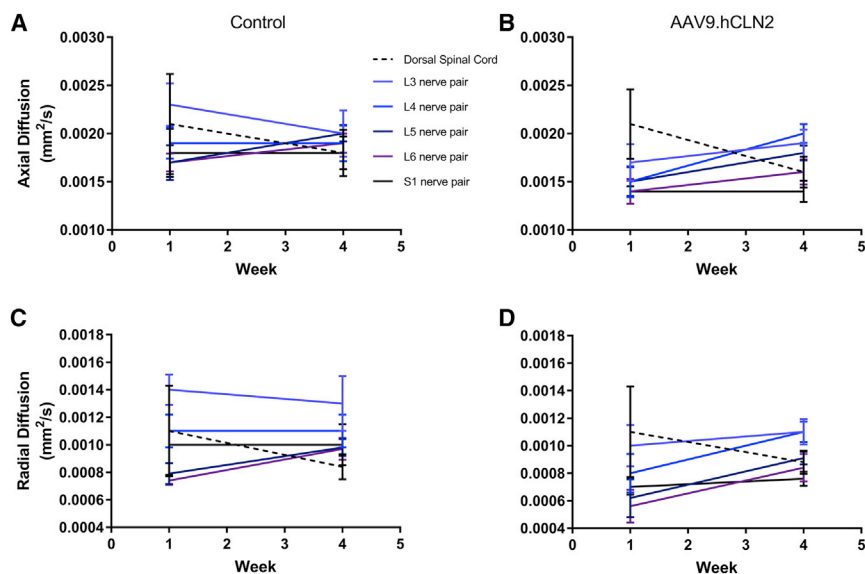 A
Control
0.0030
0.0025
0.0020
0.0015
0.0010
0 1 2 3 4 5
Week
Axial Diffusion
(mm²/s)
Dorsal Spinal Cord
L3 nerve pair
L4 nerve pair
L5 nerve pair
L6 nerve pair
S1 nerve pair
B
AAV9.hCLN2
0.0030
0.0025
0.0020
0.0015
0.0010
0 1 2 3 4 5
Week
C
0.0018
0.0016
0.0014
0.0012
0.0010
0.0008
0.0006
0.0004
0 1 2 3 4 5
Week
Radial Diffusion
(mm²/s)
D
0.0018
0.0016
0.0014
0.0012
0.0010
0.0008
0.0006
0.0004
0 1 2 3 4 5
Week